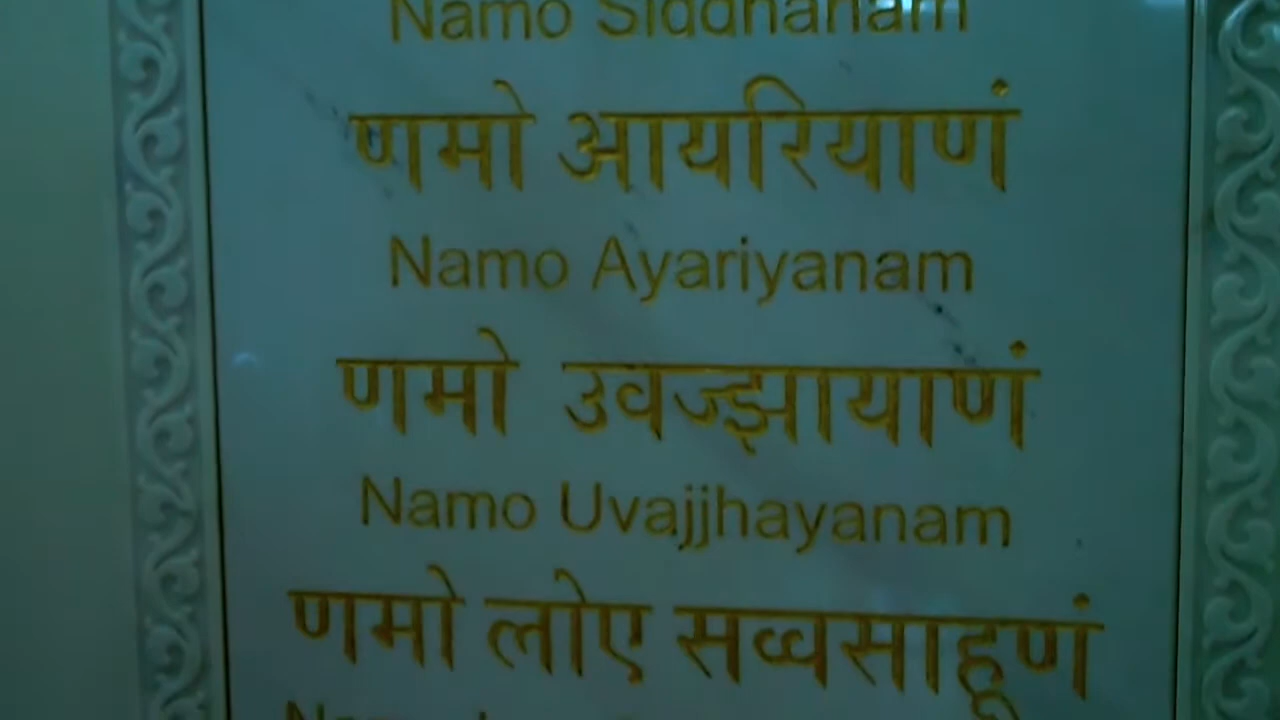 Namo Siddhanam
णमो आयरियाणं
Namo Ayariyanam
णमो उवज्झायाणं
Namo Uvajjhayanam
णमो लोए सव्वसाहूणं